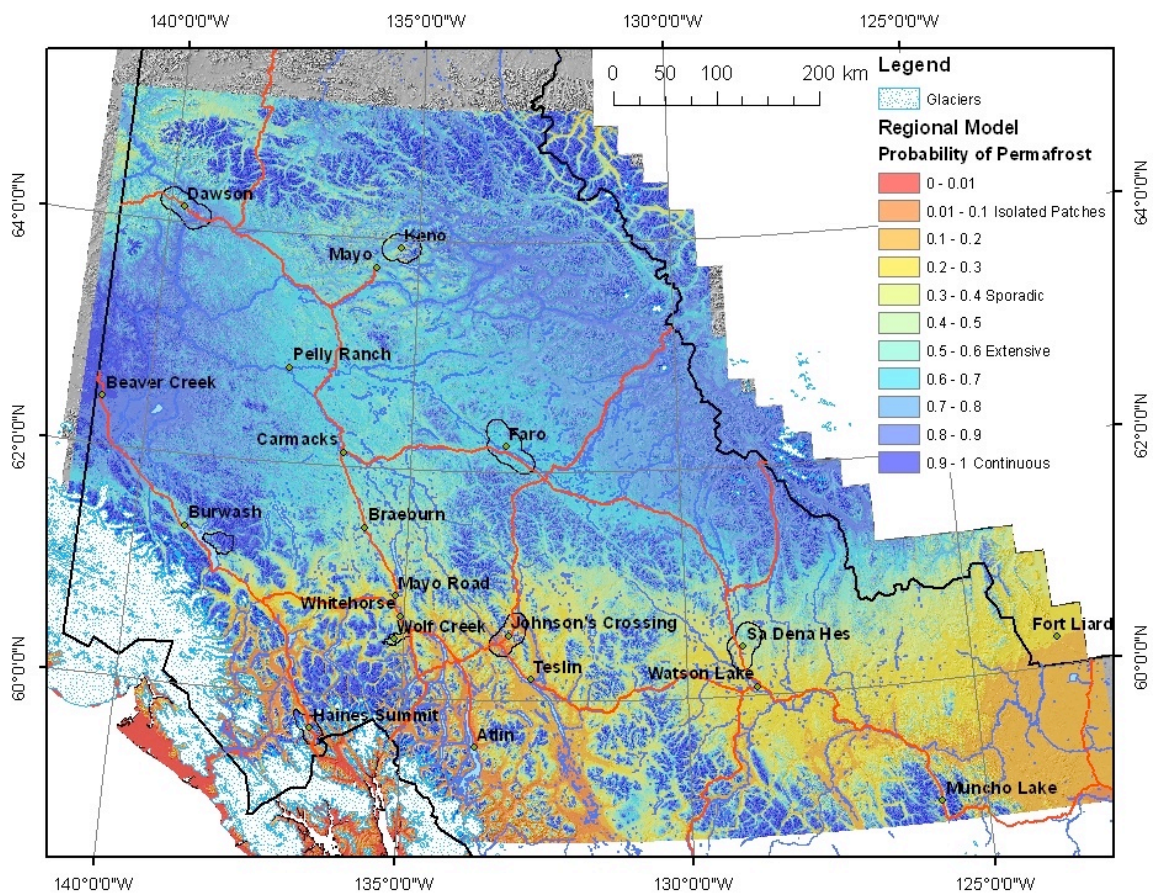 140°0'0"W 135°0'0"W 130°0'0"W 125°0'0"W
0 50 100 200 km
Legend
Glaciers
Regional Model
Probability of Permafrost
0 - 0.01
0.01 - 0.1 Isolated Patches
0.1 - 0.2
0.2 - 0.3
0.3 - 0.4 Sporadic
0.4 - 0.5
0.5 - 0.6 Extensive
0.6 - 0.7
0.7 - 0.8
0.8 - 0.9
0.9 - 1 Continuous
64°0'0"N
64°0'0"N
62°0'0"N
62°0'0"N
60°0'0"N
60°0'0"N
Dawson
Keno
Mayo
Pelly Ranch
Beaver Creek
Carmacks
Faro
Burwash
Braeburn
Mayo Road
Whitehorse
Wolf Creek
Johnson's Crossing
Sa Dena Hes
Fort Liard
Teslin
Watson Lake
Haines Summit
Atlin
Muncho Lake
140°0'0"W 135°0'0"W 130°0'0"W 125°0'0"W